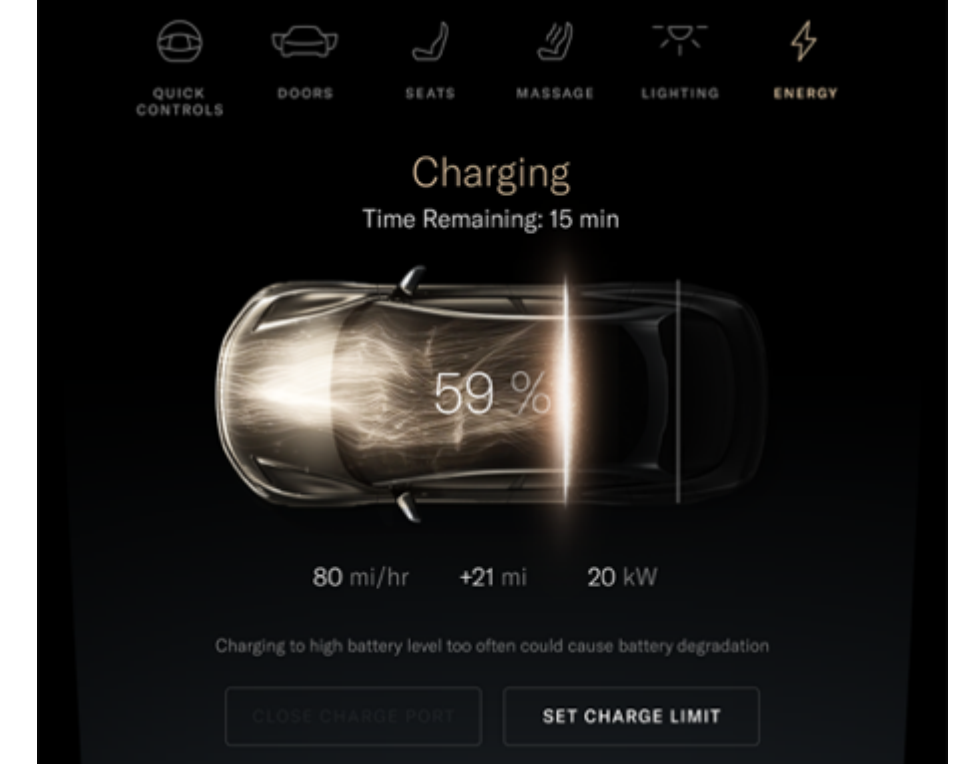 QUICK CONTROLS
DOORS
SEATS
MASSAGE
LIGHTING
ENERGY
Charging
Time Remaining: 15 min
59 %
80 mi/hr +21 mi 20 kW
Charging to high battery level too often could cause battery degradation
CLOSE CHARGE PORT
SET CHARGE LIMIT